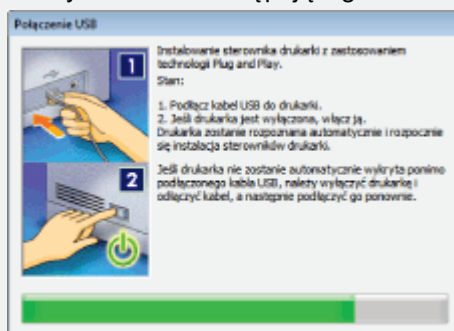 Połączenie USB
1
Instalowanie sterownika drukarki z zastosowaniem
technologii Plug and Play.
Start:
1. Podłącz kabel USB do drukarki.
2. Jeśli drukarka jest wyłączona, włącz ją.
Drukarka zostanie rozpoznana automatycznie i rozpocznie
się instalacja sterowników drukarki.
2
Jeśli drukarka nie zostanie automatycznie wykryta pomimo
podłączonego kabla USB, należy wyłączyć drukarkę i
odłączyć kabel, a następnie podłączyć go ponownie.